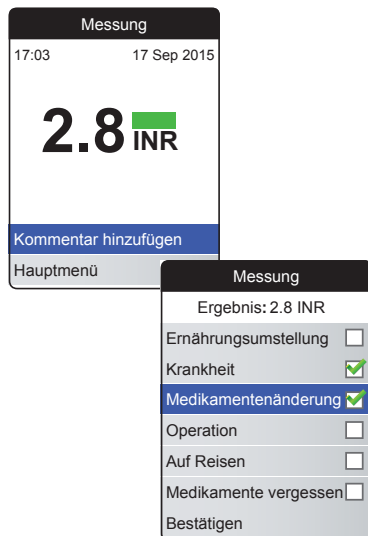 Messung
17:03 17 Sep 2015
2.8 INR
Kommentar hinzufügen
Hauptmenü
Messung
Ergebnis: 2.8 INR
Ernährungsumstellung
Krankheit
Medikamentenänderung
Operation
Auf Reisen
Medikamente vergessen
Bestätigen